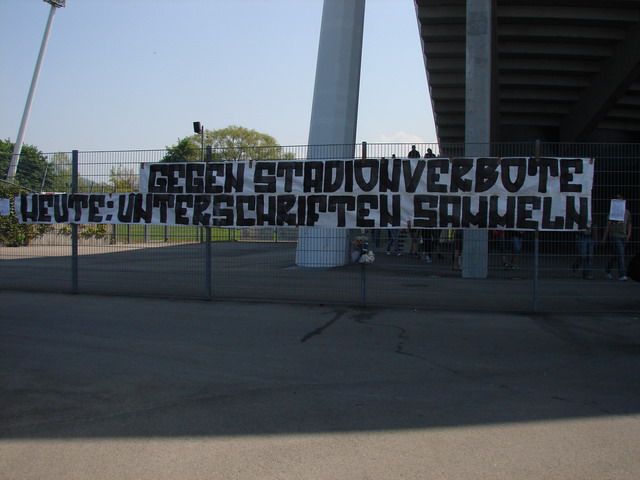 GEGEN STADIONVERBOTE
HEUTE: UNTERSCHRIFTEN SAMMELN